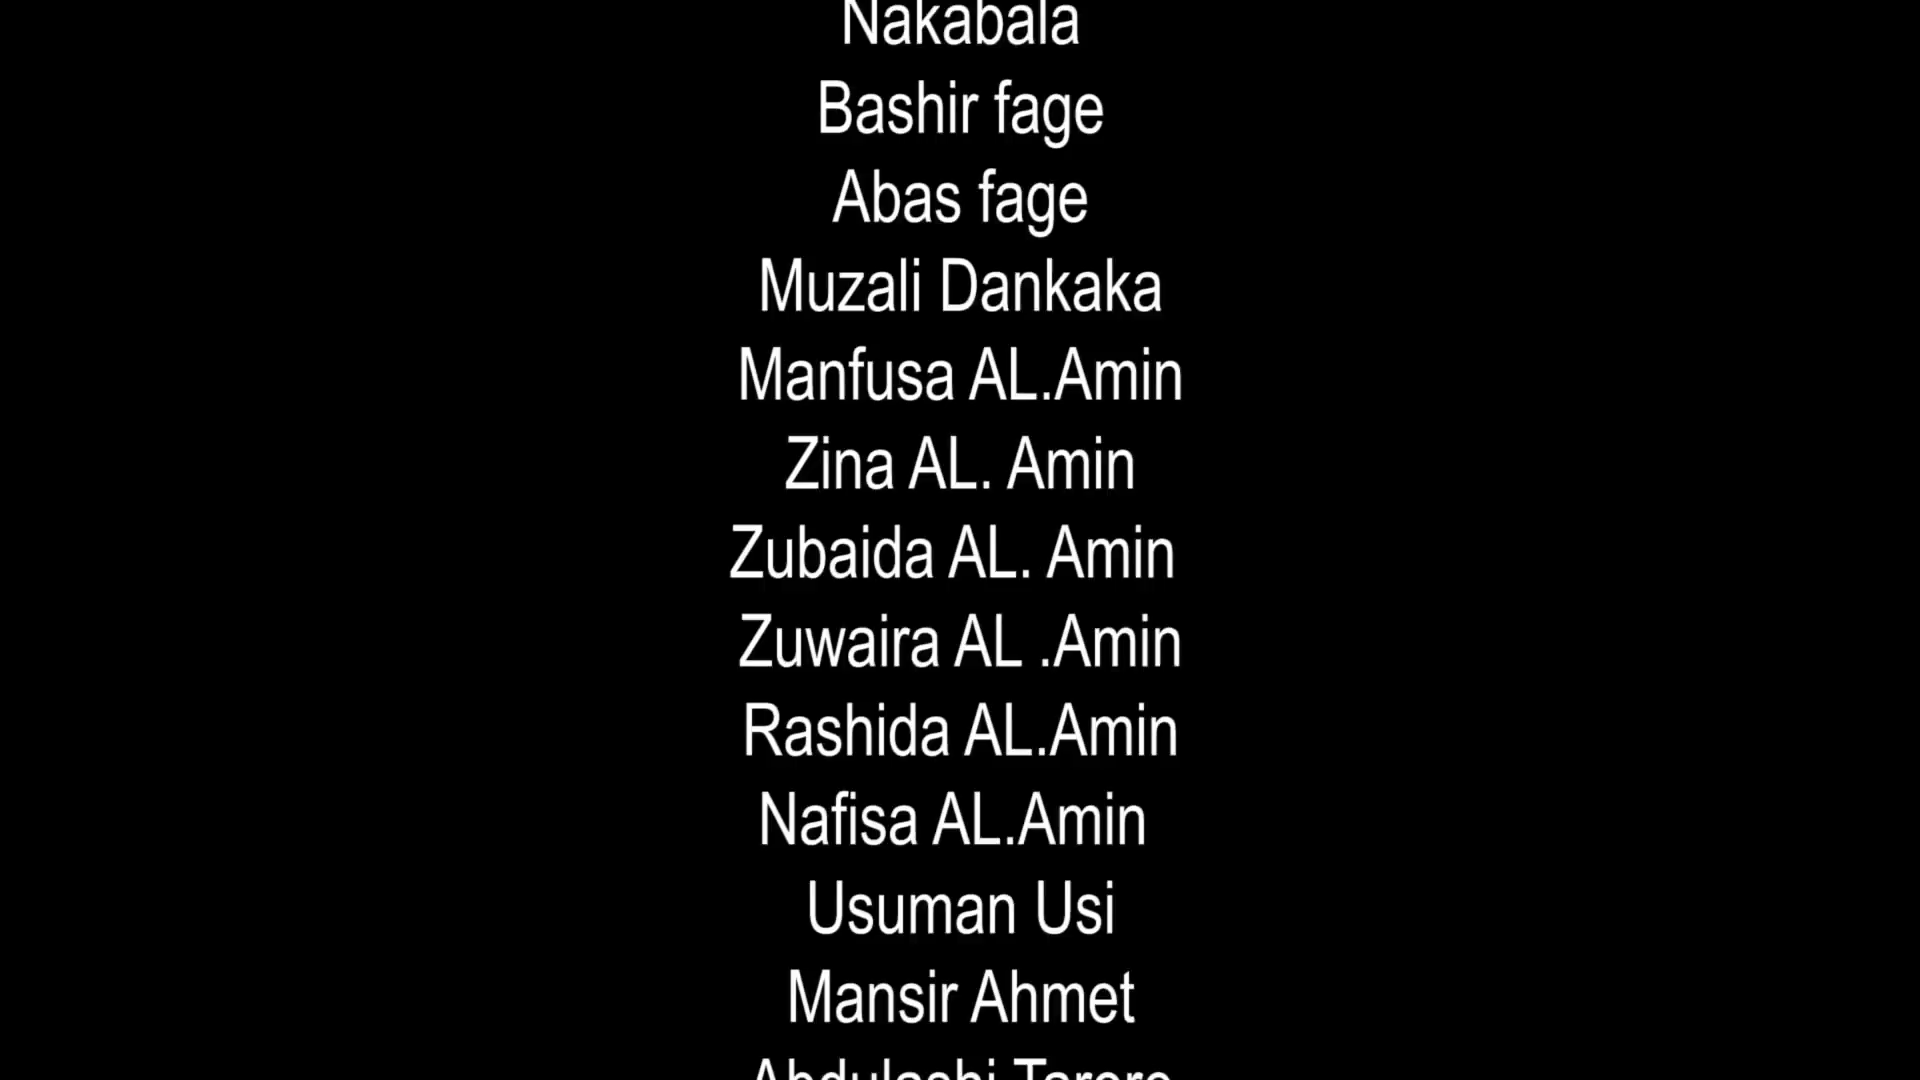 Nakabala
Bashir fage
Abas fage
Muzali Dankaka
Manfusa AL.Amin
Zina AL. Amin
Zubaida AL. Amin
Zuwaira AL .Amin
Rashida AL.Amin
Nafisa AL.Amin
Usuman Usi
Mansir Ahmet